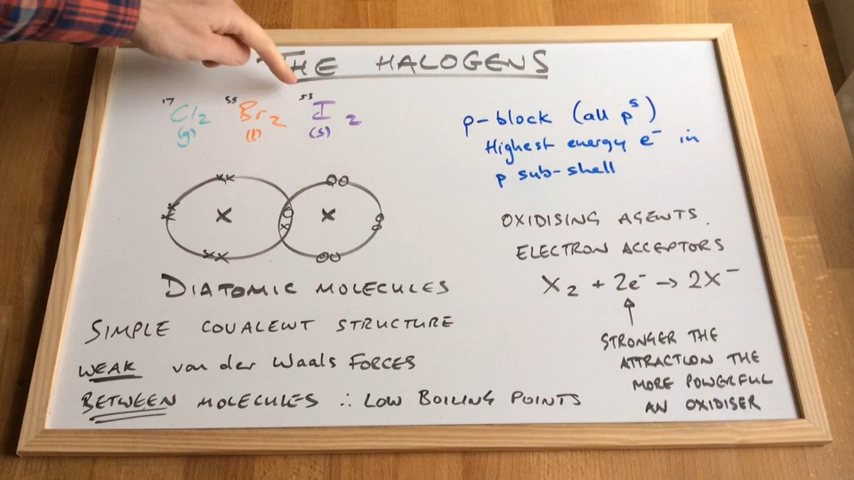 THE HALOGENS
17 Cl2 55 Br2 53 I2
(g) (l) (s)
p-block (all p5)
Highest energy e- in
p sub-shell
X X
OXIDISING AGENTS.
ELECTRON ACCEPTORS
X2 + 2e- → 2X-
DIATOMIC MOLECULES
SIMPLE COVALENT STRUCTURE
WEAK van der Waals FORCES
BETWEEN MOLECULES ∴ LOW BOILING POINTS
STRONGER THE
ATTRACTION THE
MORE POWERFUL
AN OXIDISER